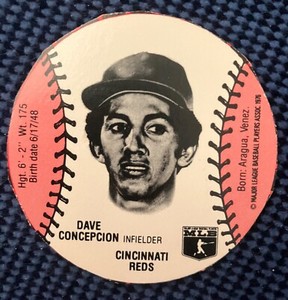 Hgt. 6' - 2" Wt. 175
Birth date 6/17/48
DAVE
CONCEPCION INFIELDER
CINCINNATI
REDS
MLB
Born: Aragua, Venez.
© MAJOR LEAGUE BASEBALL PLAYERS ASSOC 1976